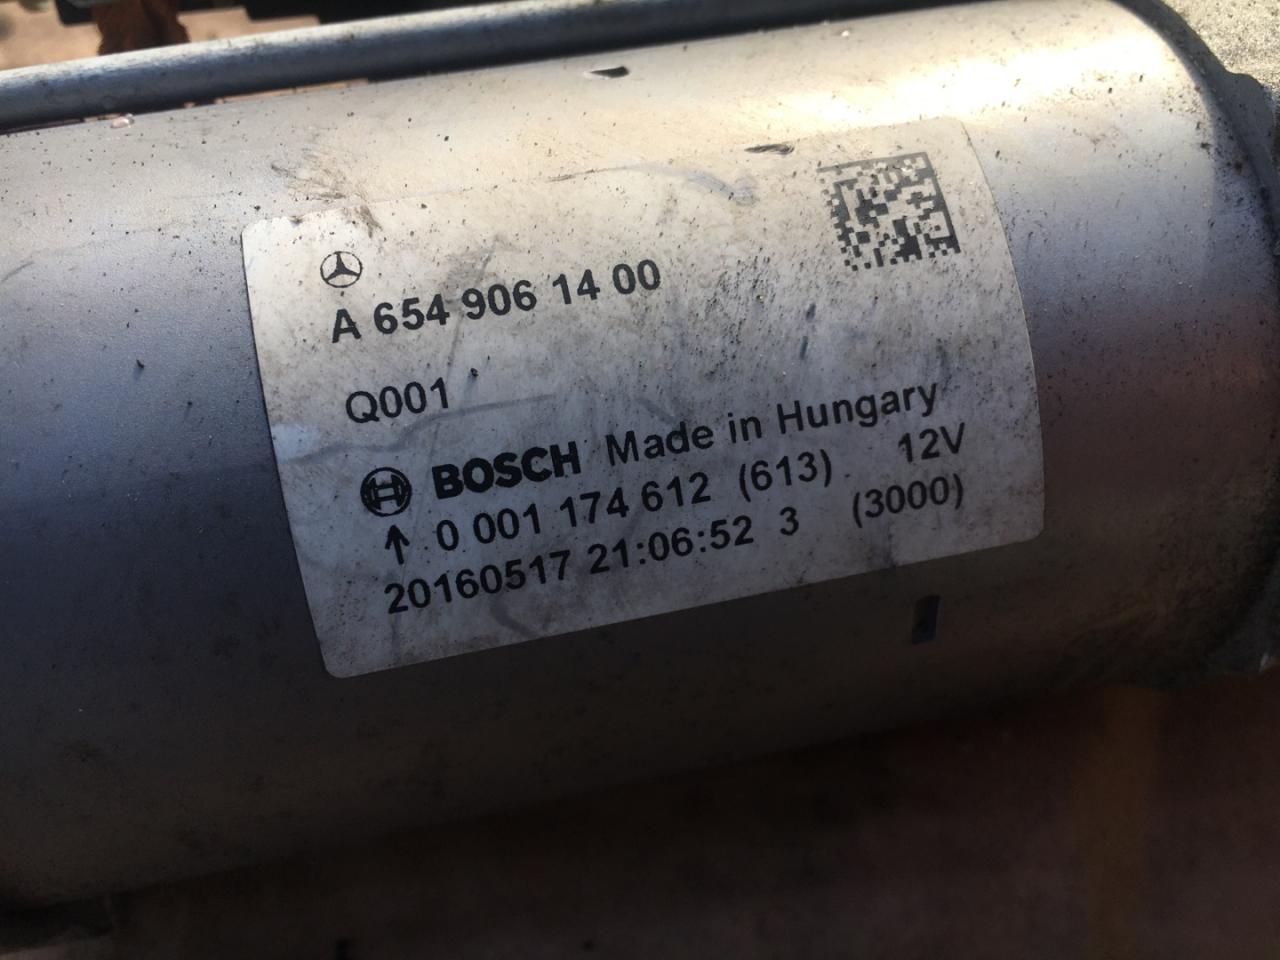 A 654 906 14 00
Q001
BOSCH Made in Hungary
↑ 0 001 174 612 (613) 12V
20160517 21:06:52 3 (3000)